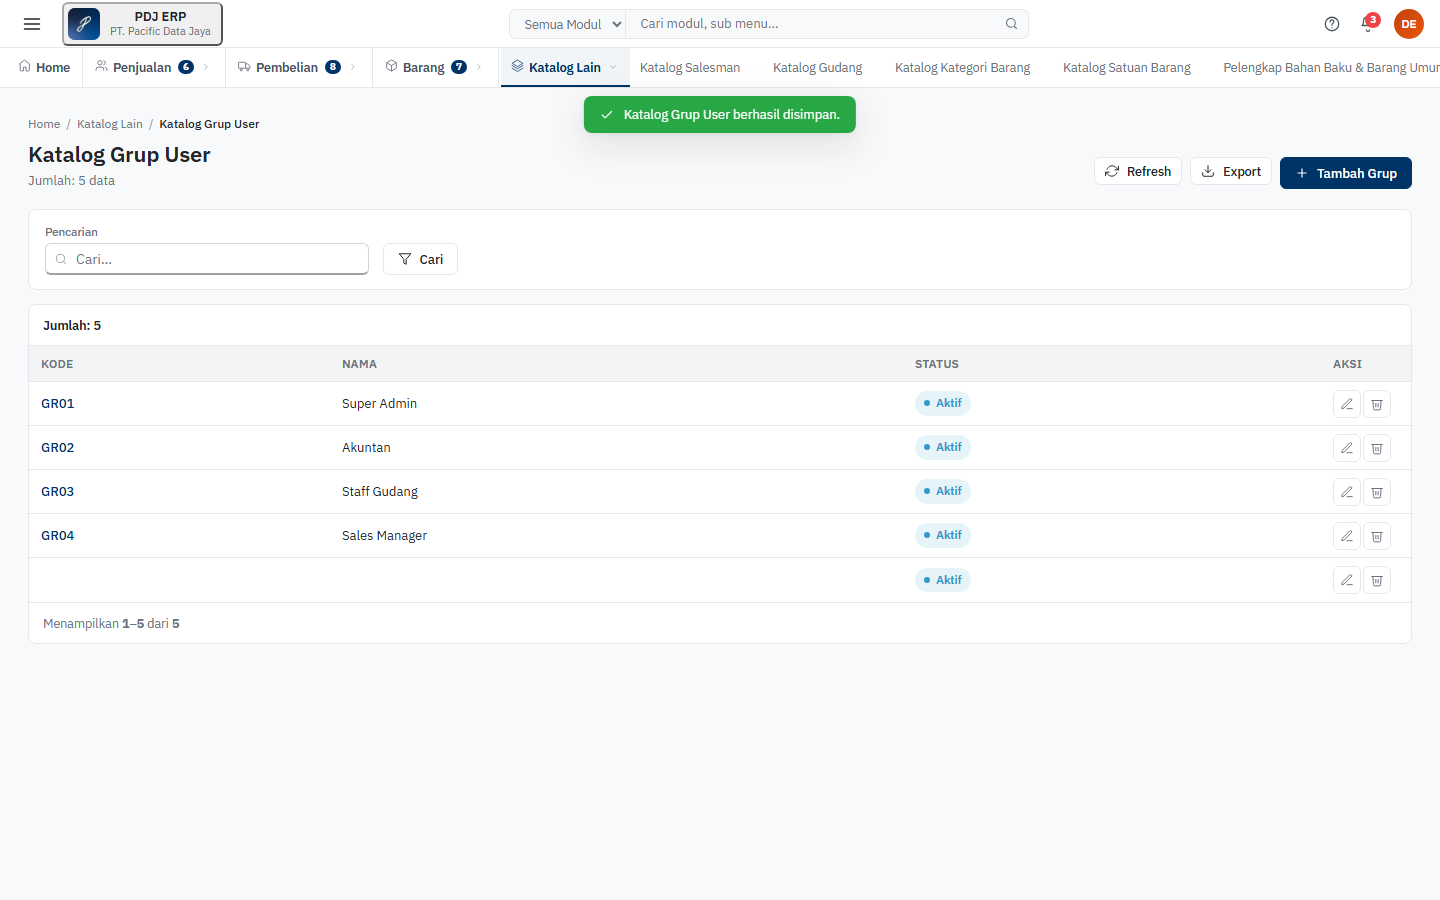 PDJ ERP
PT. Pacific Data Jaya
Semua Modul
Cari modul, sub menu...
3
DE
Home
Penjualan 6
Pembelian 8
Barang 7
Katalog Lain
Katalog Salesman
Katalog Gudang
Katalog Kategori Barang
Katalog Satuan Barang
Pelengkap Bahan Baku & Barang Umur
Katalog Grup User berhasil disimpan.
Home / Katalog Lain / Katalog Grup User
Katalog Grup User
Jumlah: 5 data
Refresh
Export
Tambah Grup
Pencarian
Cari...
Cari
Jumlah: 5
KODE NAMA STATUS AKSI
GR01 Super Admin Aktif
GR02 Akuntan Aktif
GR03 Staff Gudang Aktif
GR04 Sales Manager Aktif
Aktif
Menampilkan 1–5 dari 5